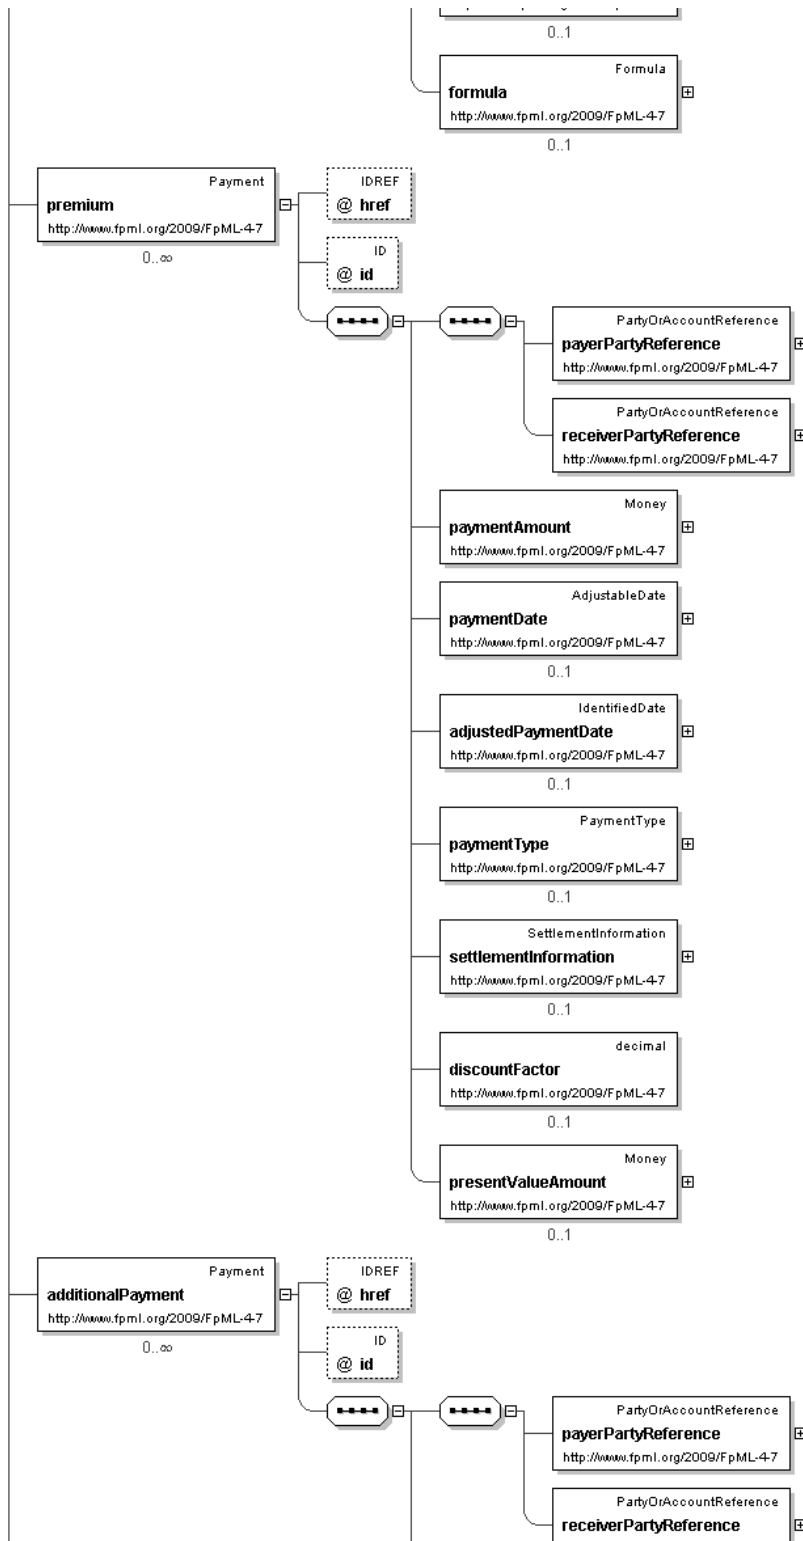 0..1
Formula
formula
http://www.fpml.org/2009/FpML-4-7
0..1
Payment
premium
http://www.fpml.org/2009/FpML-4-7
0..∞
IDREF
@ href
ID
@ id
PartyOrAccountReference
payerPartyReference
http://www.fpml.org/2009/FpML-4-7
PartyOrAccountReference
receiverPartyReference
http://www.fpml.org/2009/FpML-4-7
Money
paymentAmount
http://www.fpml.org/2009/FpML-4-7
AdjustableDate
paymentDate
http://www.fpml.org/2009/FpML-4-7
0..1
IdentifiedDate
adjustedPaymentDate
http://www.fpml.org/2009/FpML-4-7
0..1
PaymentType
paymentType
http://www.fpml.org/2009/FpML-4-7
0..1
SettlementInformation
settlementInformation
http://www.fpml.org/2009/FpML-4-7
0..1
decimal
discountFactor
http://www.fpml.org/2009/FpML-4-7
0..1
Money
presentValueAmount
http://www.fpml.org/2009/FpML-4-7
0..1
Payment
additionalPayment
http://www.fpml.org/2009/FpML-4-7
0..∞
IDREF
@ href
ID
@ id
PartyOrAccountReference
payerPartyReference
http://www.fpml.org/2009/FpML-4-7
PartyOrAccountReference
receiverPartyReference